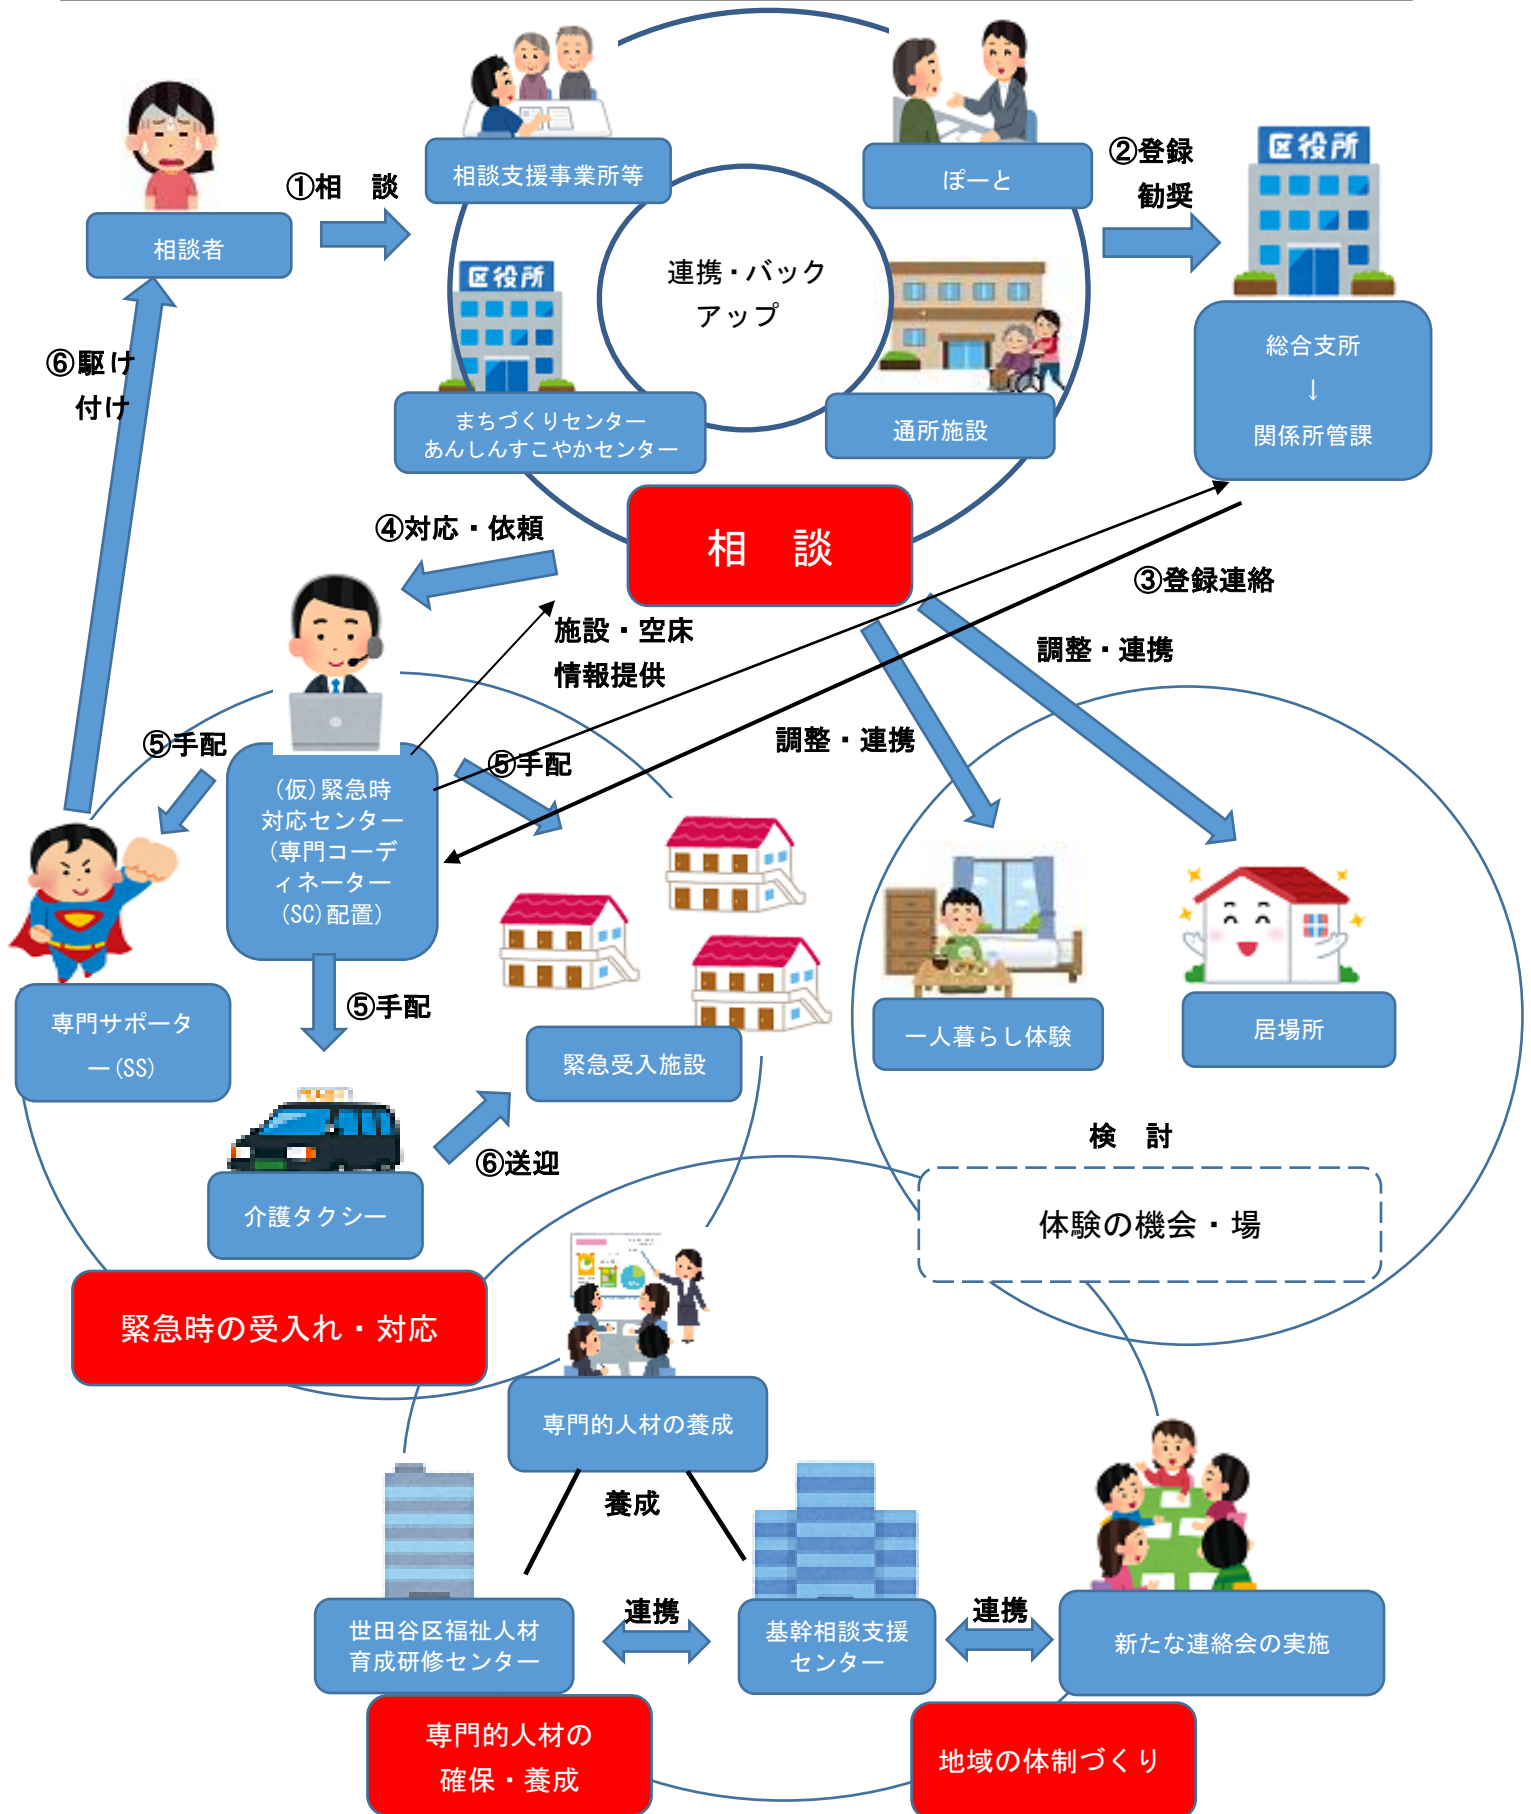 相談者
①相　談
相談支援事業所等
ぽーと
②登録
勧奨
区役所
区役所
連携・バック
アップ
まちづくりセンター
あんしんすこやかセンター
通所施設
総合支所
↓
関係所管課
相　談
⑥駆け
付け
④対応・依頼
③登録連絡
施設・空床
情報提供
調整・連携
調整・連携
⑤手配
⑤手配
(仮)緊急時
対応センター
(専門コーデ
ィネーター
(SC)配置)
⑤手配
専門サポータ
ー(SS)
緊急受入施設
一人暮らし体験
居場所
介護タクシー
⑥送迎
検　討
体験の機会・場
緊急時の受入れ・対応
専門的人材の養成
養成
世田谷区福祉人材
育成研修センター
連携
基幹相談支援
センター
連携
新たな連絡会の実施
専門的人材の
確保・養成
地域の体制づくり